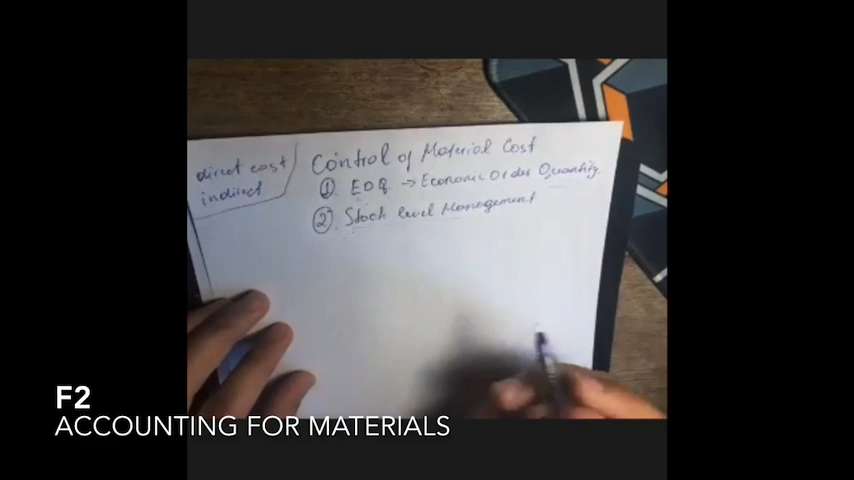 direct cost
indirect
Control of Material Cost
①. EOQ → Economic Order Quantity.
②. Stock level Management
F2
ACCOUNTING FOR MATERIALS